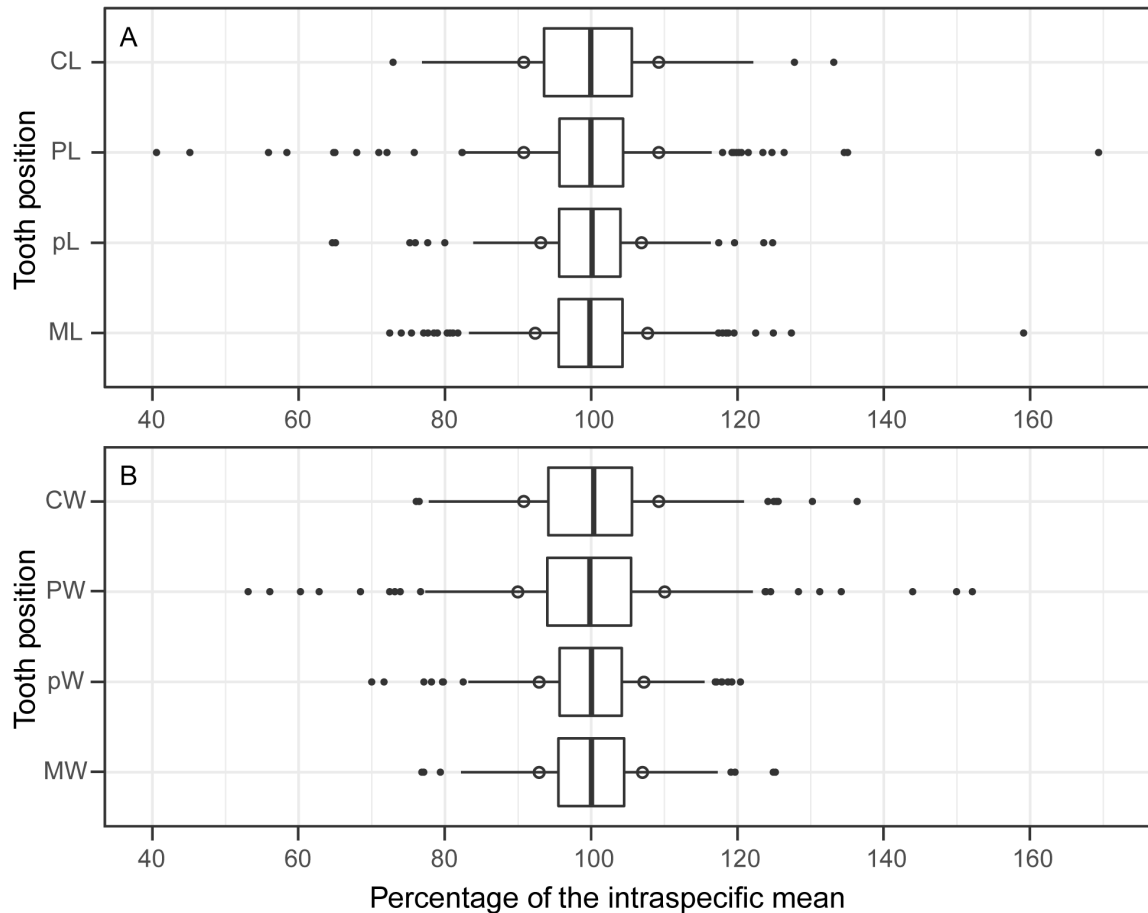 A
CL
PL
pL
ML
Tooth position
40 60 80 100 120 140 160
B
CW
PW
pW
MW
Tooth position
40 60 80 100 120 140 160
Percentage of the intraspecific mean